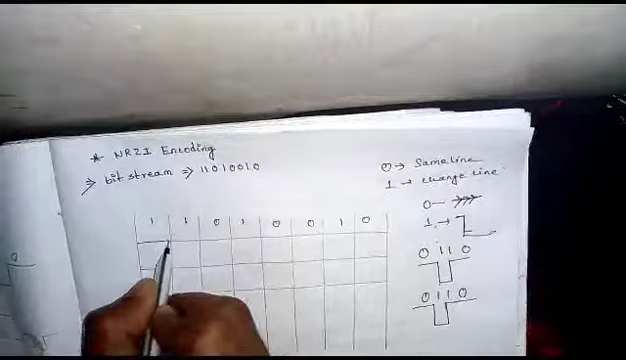 * NRZI Encoding
⇒ bit stream ⇒ 11010010
1 1 0 1 0 0 1 0
0 → Same line
1 → change line
0 —
1 →
0 1 1 0
0 1 1 0
0